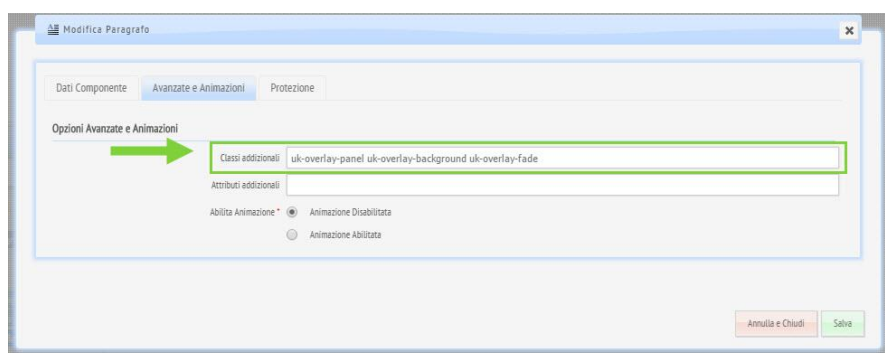 Modifica Paragrafo
Dati Componente Avanzate e Animazioni Protezione
Opzioni Avanzate e Animazioni
Classi addizionali uk-overlay-panel uk-overlay-background uk-overlay-fade
Attributi addizionali
Abilita Animazione * Animazione Disabilitata
Animazione Abilitata
Annulla e Chiudi Salva